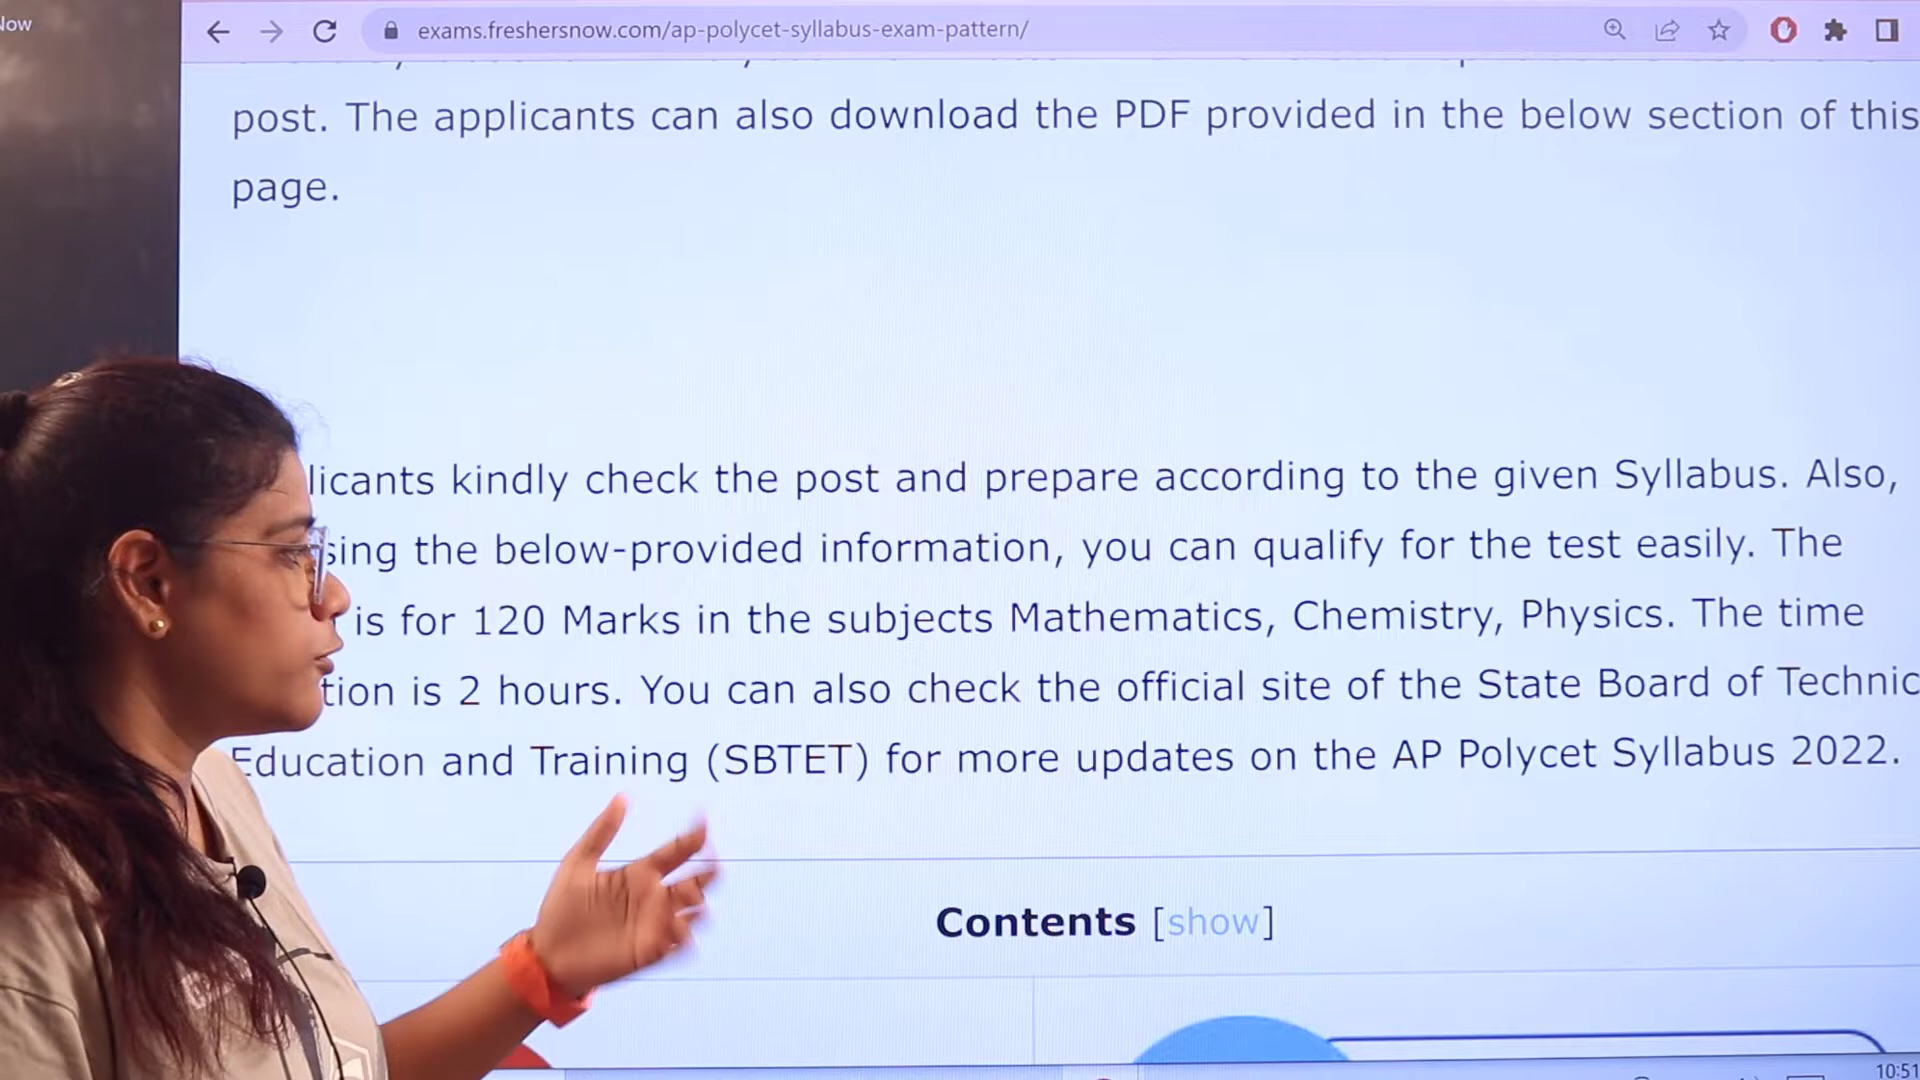 Now
exams.freshersnow.com/ap-polycet-syllabus-exam-pattern/
post. The applicants can also download the PDF provided in the below section of this
page.
licants kindly check the post and prepare according to the given Syllabus. Also,
sing the below-provided information, you can qualify for the test easily. The
is for 120 Marks in the subjects Mathematics, Chemistry, Physics. The time
tion is 2 hours. You can also check the official site of the State Board of Technic
Education and Training (SBTET) for more updates on the AP Polycet Syllabus 2022.
Contents [show]
10:51